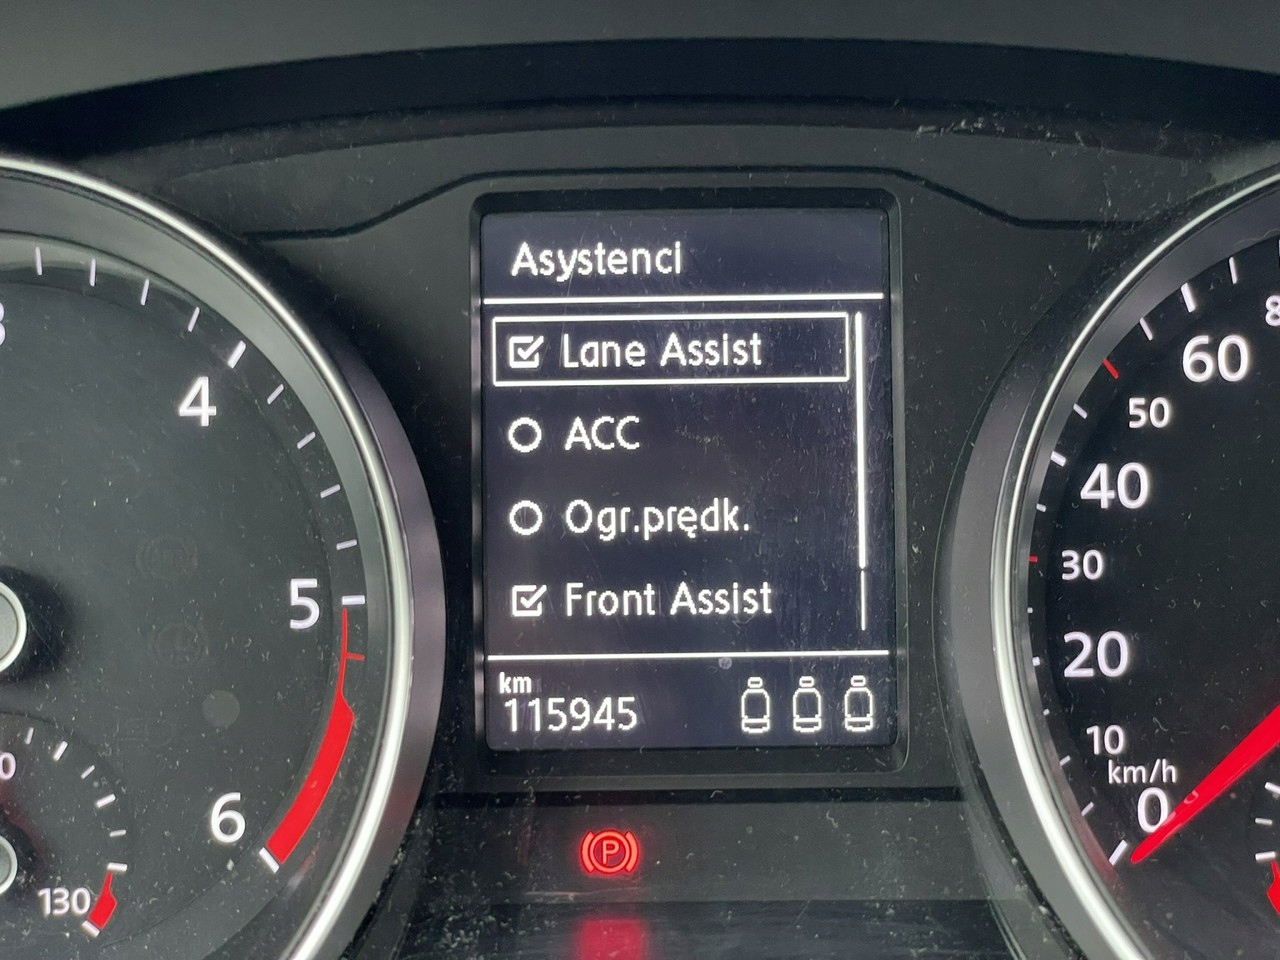 Asystenci
Lane Assist
ACC
Ogr.prędk.
Front Assist
km
115945
4
5
6
130
P
60
50
40
30
20
10
km/h
0